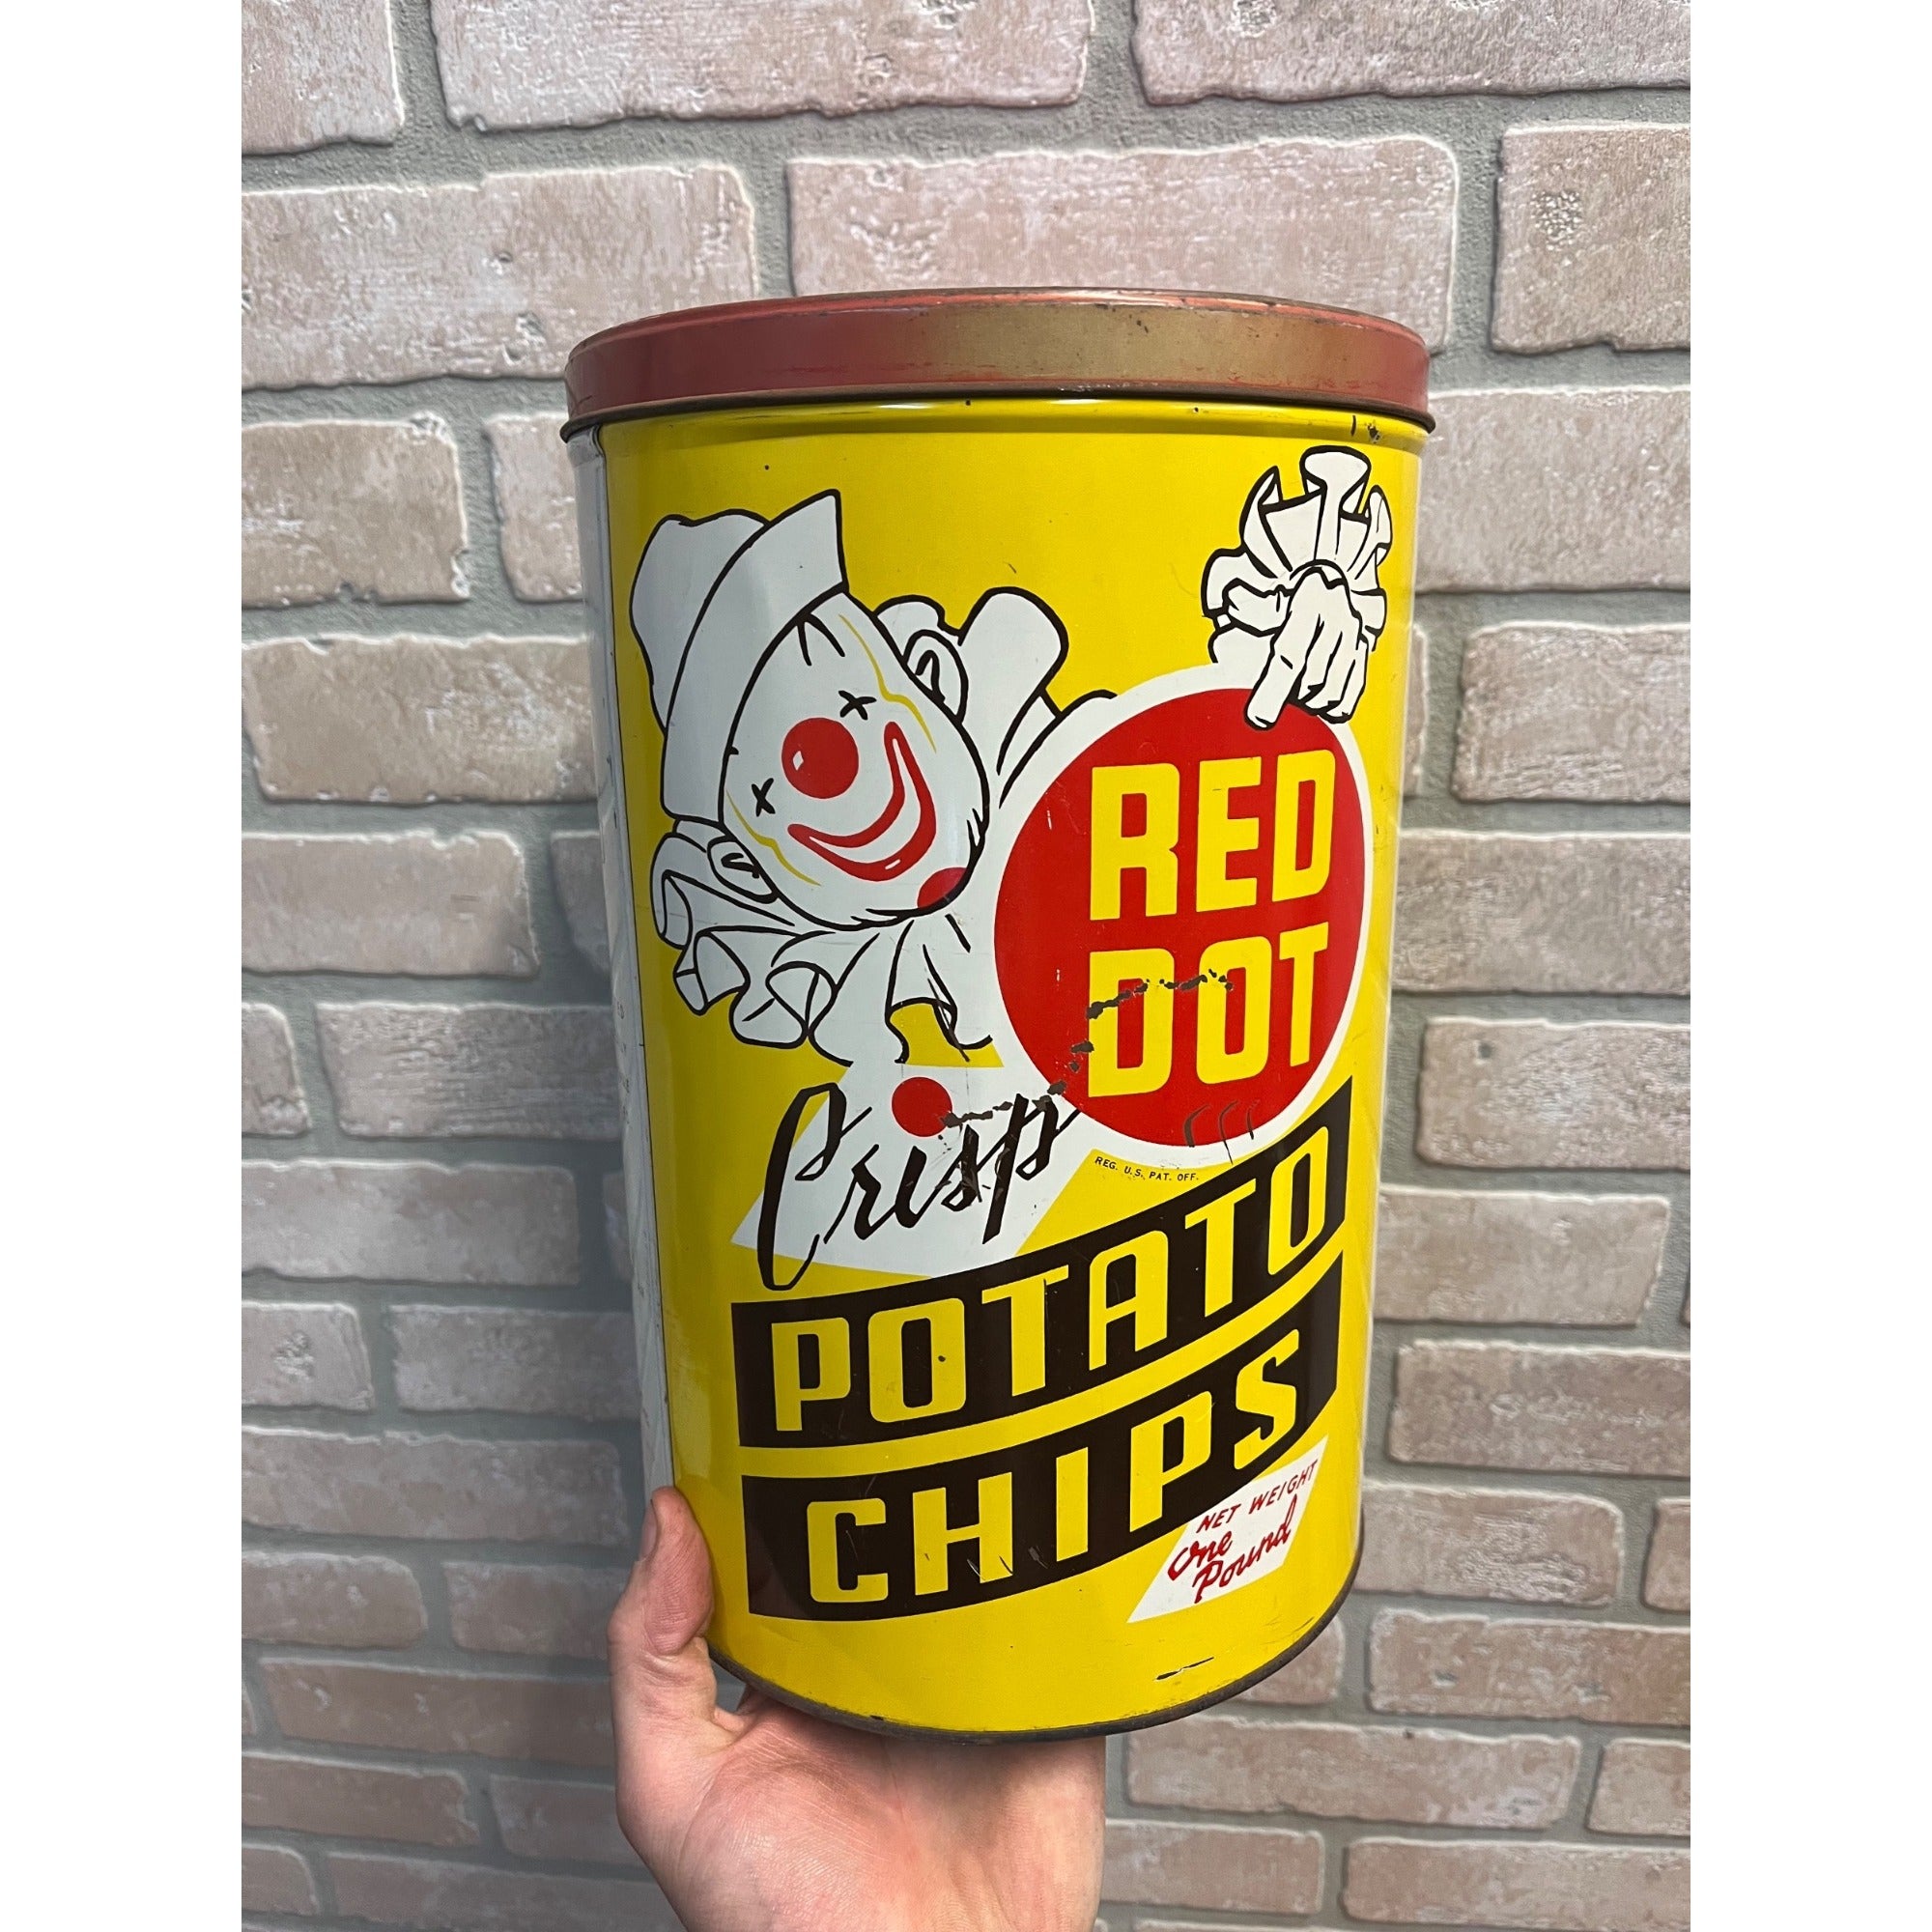 RED
DOT
Crisp
REG. U.S. PAT. OFF.
POTATO
CHIPS
NET WEIGHT
One
Pound